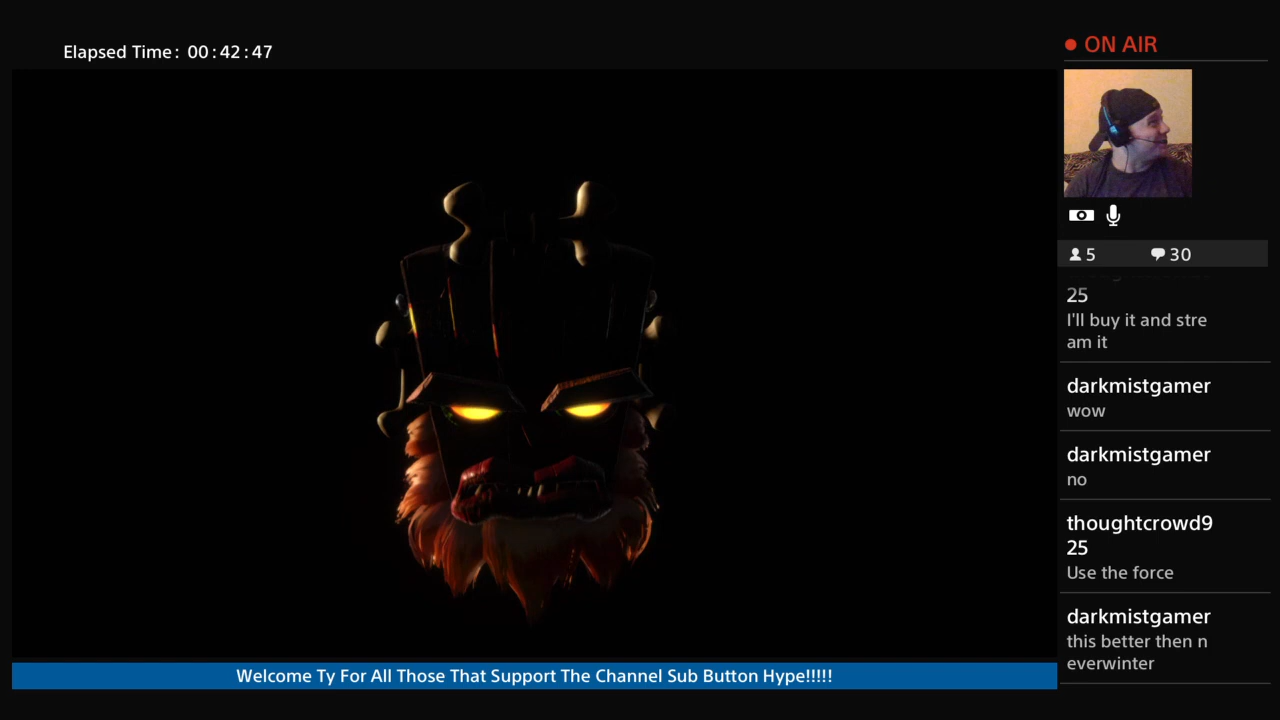 Elapsed Time: 00:42:47
ON AIR
5
30
25
I'll buy it and stre
am it
darkmistgamer
wow
darkmistgamer
no
thoughtcrowd9
25
Use the force
darkmistgamer
this better then n
everwinter
Welcome Ty For All Those That Support The Channel Sub Button Hype!!!!!